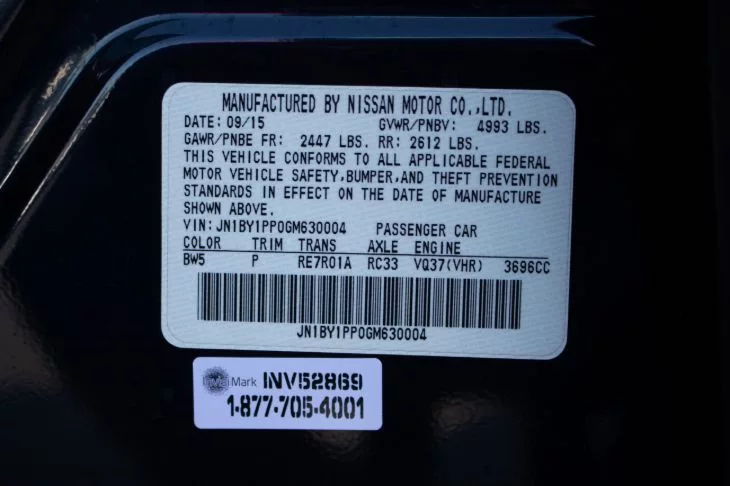 MANUFACTURED BY NISSAN MOTOR CO.,LTD.
DATE: 09/15 GVWR/PNBV: 4993 LBS.
GAWR/PNBE FR: 2447 LBS. RR: 2612 LBS.
THIS VEHICLE CONFORMS TO ALL APPLICABLE FEDERAL
MOTOR VEHICLE SAFETY,BUMPER,AND THEFT PREVENTION
STANDARDS IN EFFECT ON THE DATE OF MANUFACTURE
SHOWN ABOVE.
VIN: JN1BY1PP0GM630004 PASSENGER CAR
COLOR TRIM TRANS AXLE ENGINE
BW5 P RE7R01A RC33 VQ37(VHR) 3696CC
JN1BY1PP0GM630004
InvisiMark INV52869
1-877-705-4001